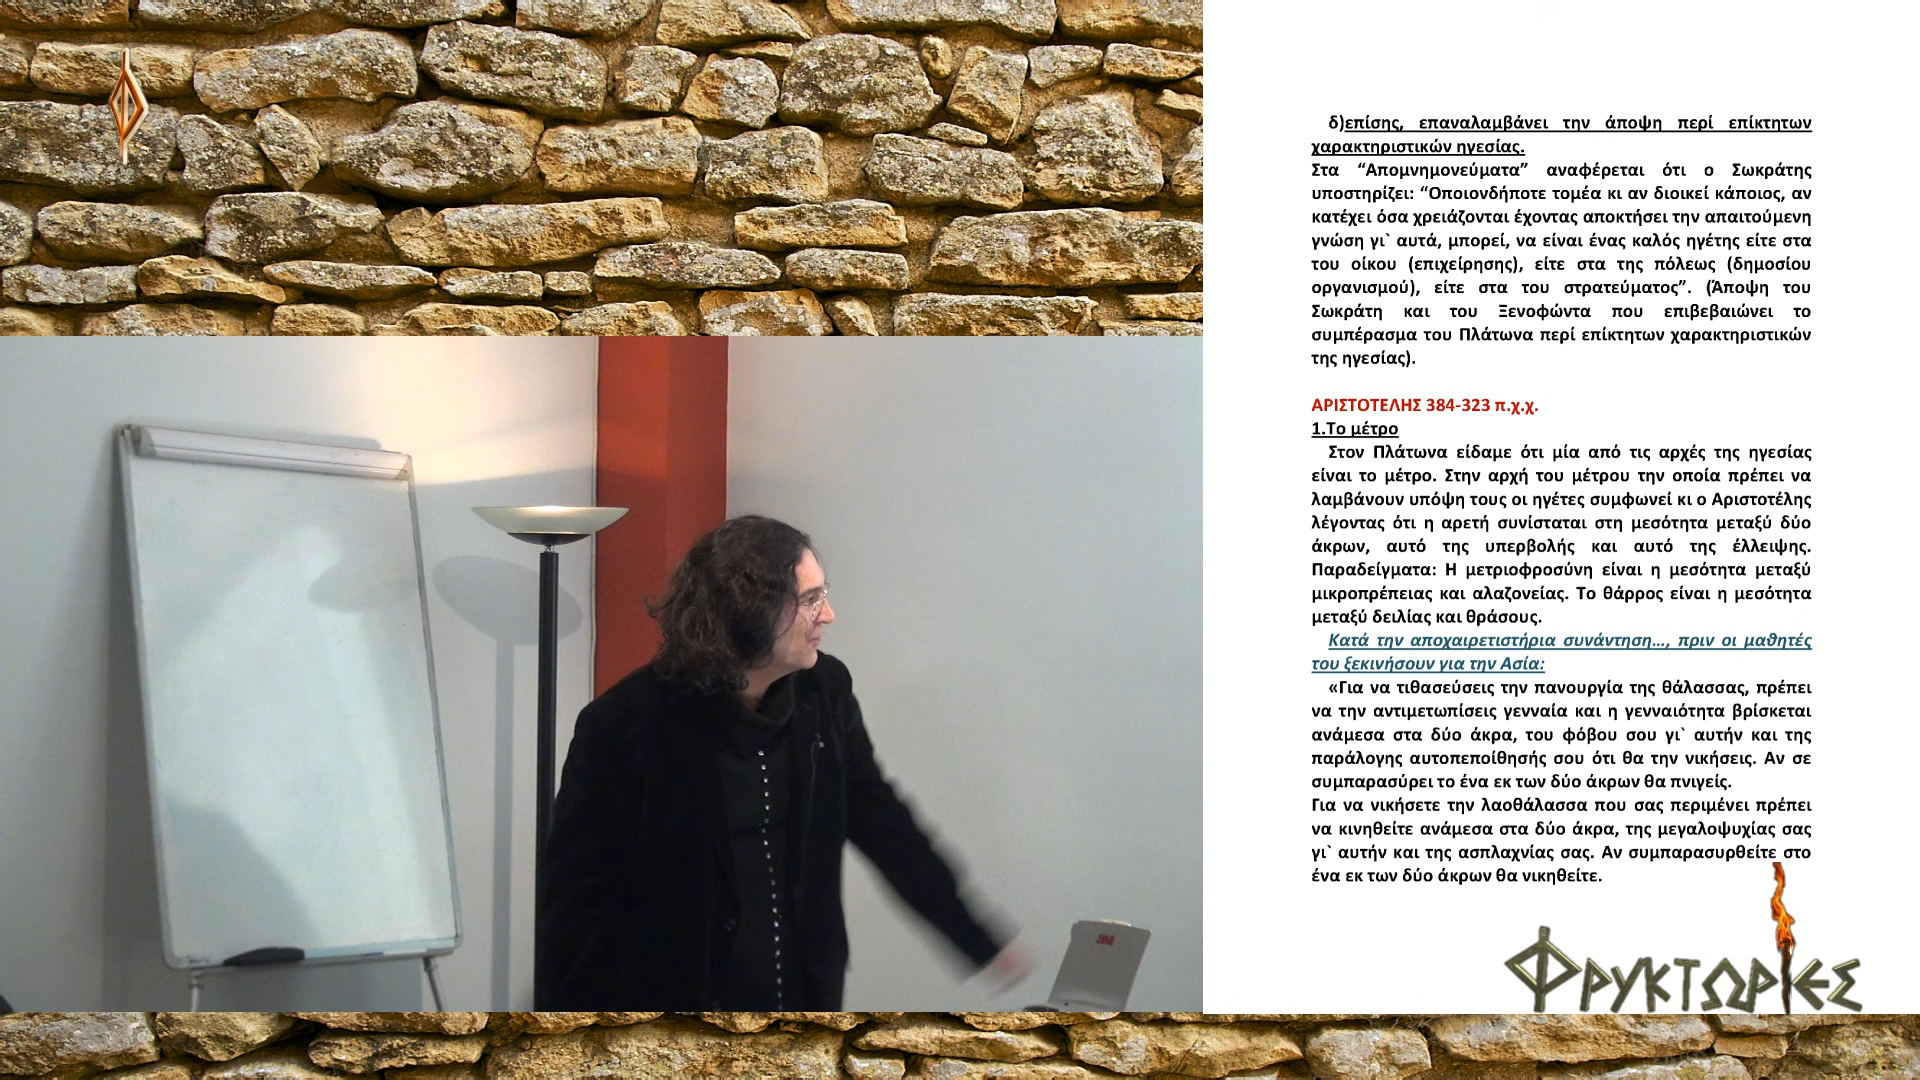 δ)επίσης, επαναλαμβάνει την άποψη περί επίκτητων
χαρακτηριστικών ηγεσίας.
Στα “Απομνημονεύματα” αναφέρεται ότι ο Σωκράτης
υποστηρίζει: “Οποιονδήποτε τομέα κι αν διοικεί κάποιος, αν
κατέχει όσα χρειάζονται έχοντας αποκτήσει την απαιτούμενη
γνώση γι` αυτά, μπορεί, να είναι ένας καλός ηγέτης είτε στα
του οίκου (επιχείρησης), είτε στα της πόλεως (δημοσίου
οργανισμού), είτε στα του στρατεύματος”. (Άποψη του
Σωκράτη και του Ξενοφώντα που επιβεβαιώνει το
συμπέρασμα του Πλάτωνα περί επίκτητων χαρακτηριστικών
της ηγεσίας).
ΑΡΙΣΤΟΤΕΛΗΣ 384-323 π.χ.χ.
1.Το μέτρο
Στον Πλάτωνα είδαμε ότι μία από τις αρχές της ηγεσίας
είναι το μέτρο. Στην αρχή του μέτρου την οποία πρέπει να
λαμβάνουν υπόψη τους οι ηγέτες συμφωνεί κι ο Αριστοτέλης
λέγοντας ότι η αρετή συνίσταται στη μεσότητα μεταξύ δύο
άκρων, αυτό της υπερβολής και αυτό της έλλειψης.
Παραδείγματα: Η μετριοφροσύνη είναι η μεσότητα μεταξύ
μικροπρέπειας και αλαζονείας. Το θάρρος είναι η μεσότητα
μεταξύ δειλίας και θράσους.
Κατά την αποχαιρετιστήρια συνάντηση..., πριν οι μαθητές
του ξεκινήσουν για την Ασία:
«Για να τιθασεύσεις την πανουργία της θάλασσας, πρέπει
να την αντιμετωπίσεις γενναία και η γενναιότητα βρίσκεται
ανάμεσα στα δύο άκρα, του φόβου σου γι` αυτήν και της
παράλογης αυτοπεποίθησής σου ότι θα την νικήσεις. Αν σε
συμπαρασύρει το ένα εκ των δύο άκρων θα πνιγείς.
Για να νικήσετε την λαοθάλασσα που σας περιμένει πρέπει
να κινηθείτε ανάμεσα στα δύο άκρα, της μεγαλοψυχίας σας
γι` αυτήν και της ασπλαχνίας σας. Αν συμπαρασυρθείτε στο
ένα εκ των δύο άκρων θα νικηθείτε.
3M
ΦΡΥΚΤΩΡΙΕΣ